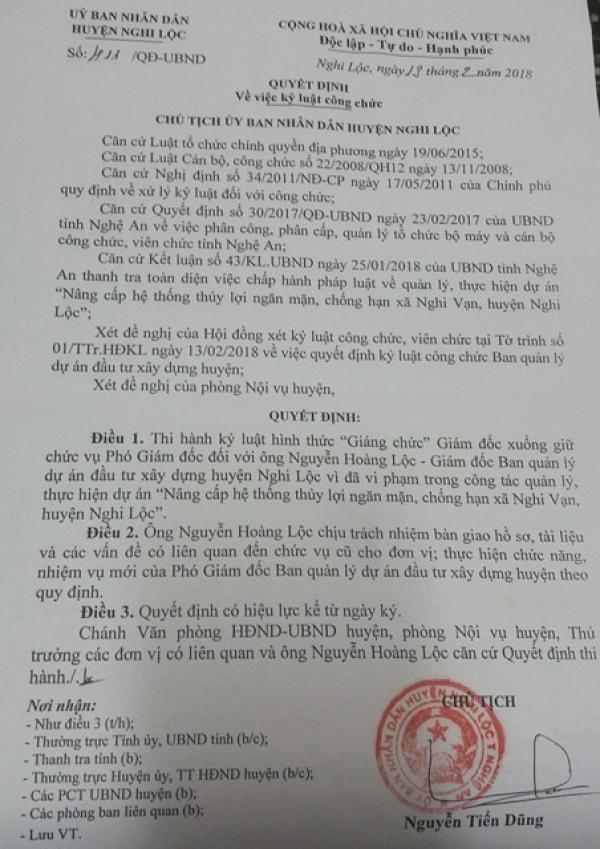 UỶ BAN NHÂN DÂN
HUYỆN NGHI LỘC
Số: /QĐ-UBND
CỘNG HOÀ XÃ HỘI CHỦ NGHĨA VIỆT NAM
Độc lập - Tự do - Hạnh phúc
Nghi Lộc, ngày 13 tháng 2 năm 2018
QUYẾT ĐỊNH
Về việc kỷ luật công chức
CHỦ TỊCH ỦY BAN NHÂN DÂN HUYỆN NGHI LỘC
Căn cứ Luật tổ chức chính quyền địa phương ngày 19/06/2015;
Căn cứ Luật Cán bộ, công chức số 22/2008/QH12 ngày 13/11/2008;
Căn cứ Nghị định số 34/2011/NĐ-CP ngày 17/05/2011 của Chính phủ
quy định về xử lý kỷ luật đối với công chức;
Căn cứ Quyết định số 30/2017/QĐ-UBND ngày 23/02/2017 của UBND
tỉnh Nghệ An về việc phân công, phân cấp, quản lý tổ chức bộ máy và cán bộ
công chức, viên chức tỉnh Nghệ An;
Căn cứ Kết luận số 43/KL.UBND ngày 25/01/2018 của UBND tỉnh Nghệ
An thanh tra toàn diện việc chấp hành pháp luật về quản lý, thực hiện dự án
“Nâng cấp hệ thống thủy lợi ngăn mặn, chống hạn xã Nghi Vạn, huyện Nghi
Lộc”;
Xét đề nghị của Hội đồng xét kỷ luật công chức, viên chức tại Tờ trình số
01/TTr.HĐKL ngày 13/02/2018 về việc quyết định kỷ luật công chức Ban quản lý
dự án đầu tư xây dựng huyện;
Xét đề nghị của phòng Nội vụ huyện,
QUYẾT ĐỊNH:
Điều 1. Thi hành kỷ luật hình thức “Giáng chức” Giám đốc xuống giữ
chức vụ Phó Giám đốc đối với ông Nguyễn Hoàng Lộc - Giám đốc Ban quản lý
dự án đầu tư xây dựng huyện Nghi Lộc vì đã vi phạm trong công tác quản lý,
thực hiện dự án “Nâng cấp hệ thống thủy lợi ngăn mặn, chống hạn xã Nghi Vạn,
huyện Nghi Lộc”.
Điều 2. Ông Nguyễn Hoàng Lộc chịu trách nhiệm bàn giao hồ sơ, tài liệu
và các vấn đề có liên quan đến chức vụ cũ cho đơn vị; thực hiện chức năng,
nhiệm vụ mới của Phó Giám đốc Ban quản lý dự án đầu tư xây dựng huyện theo
quy định.
Điều 3. Quyết định có hiệu lực kể từ ngày ký.
Chánh Văn phòng HĐND-UBND huyện, phòng Nội vụ huyện, Thủ
trưởng các đơn vị có liên quan và ông Nguyễn Hoàng Lộc căn cứ Quyết định thi
hành./.
Nơi nhận:
- Như điều 3 (t/h);
- Thường trực Tỉnh ủy, UBND tỉnh (b/c);
- Thanh tra tỉnh (b);
- Thường trực Huyện ủy, TT HĐND huyện (b/c);
- Các PCT UBND huyện (b);
- Các phòng ban liên quan (b);
- Lưu VT.
CHỦ TỊCH
Nguyễn Tiến Dũng